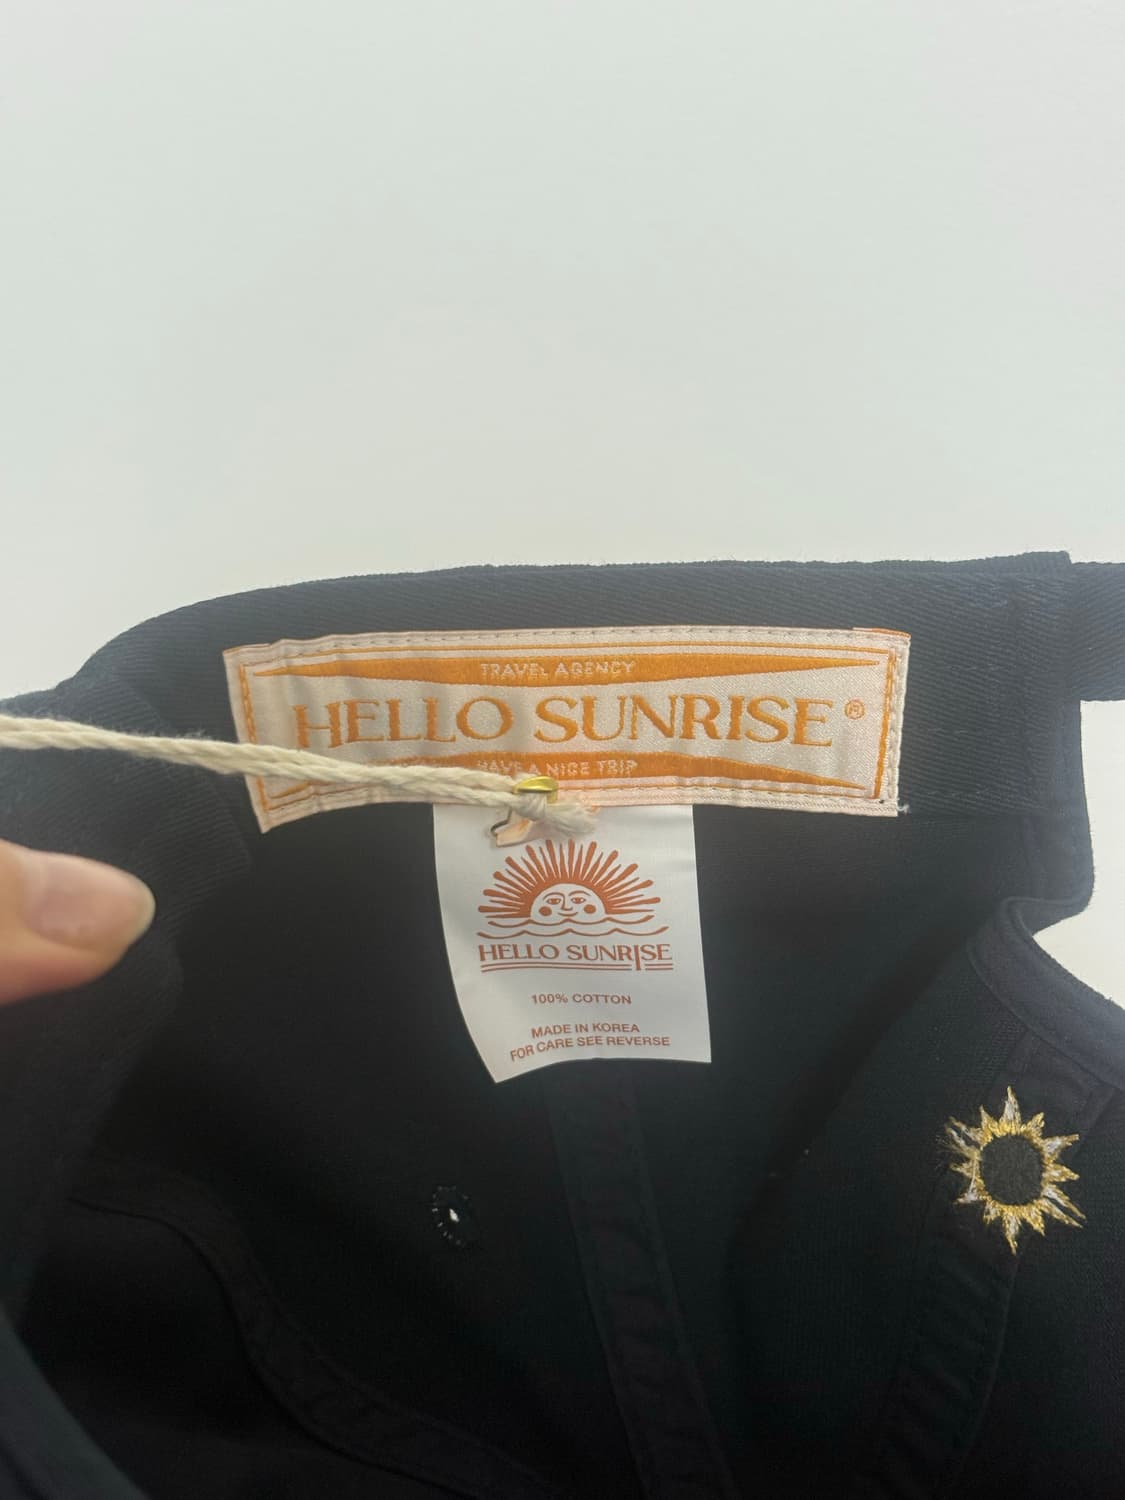 TRAVEL AGENCY
HELLO SUNRISE®
HAVE A NICE TRIP
HELLO SUNRISE
100% COTTON
MADE IN KOREA
FOR CARE SEE REVERSE